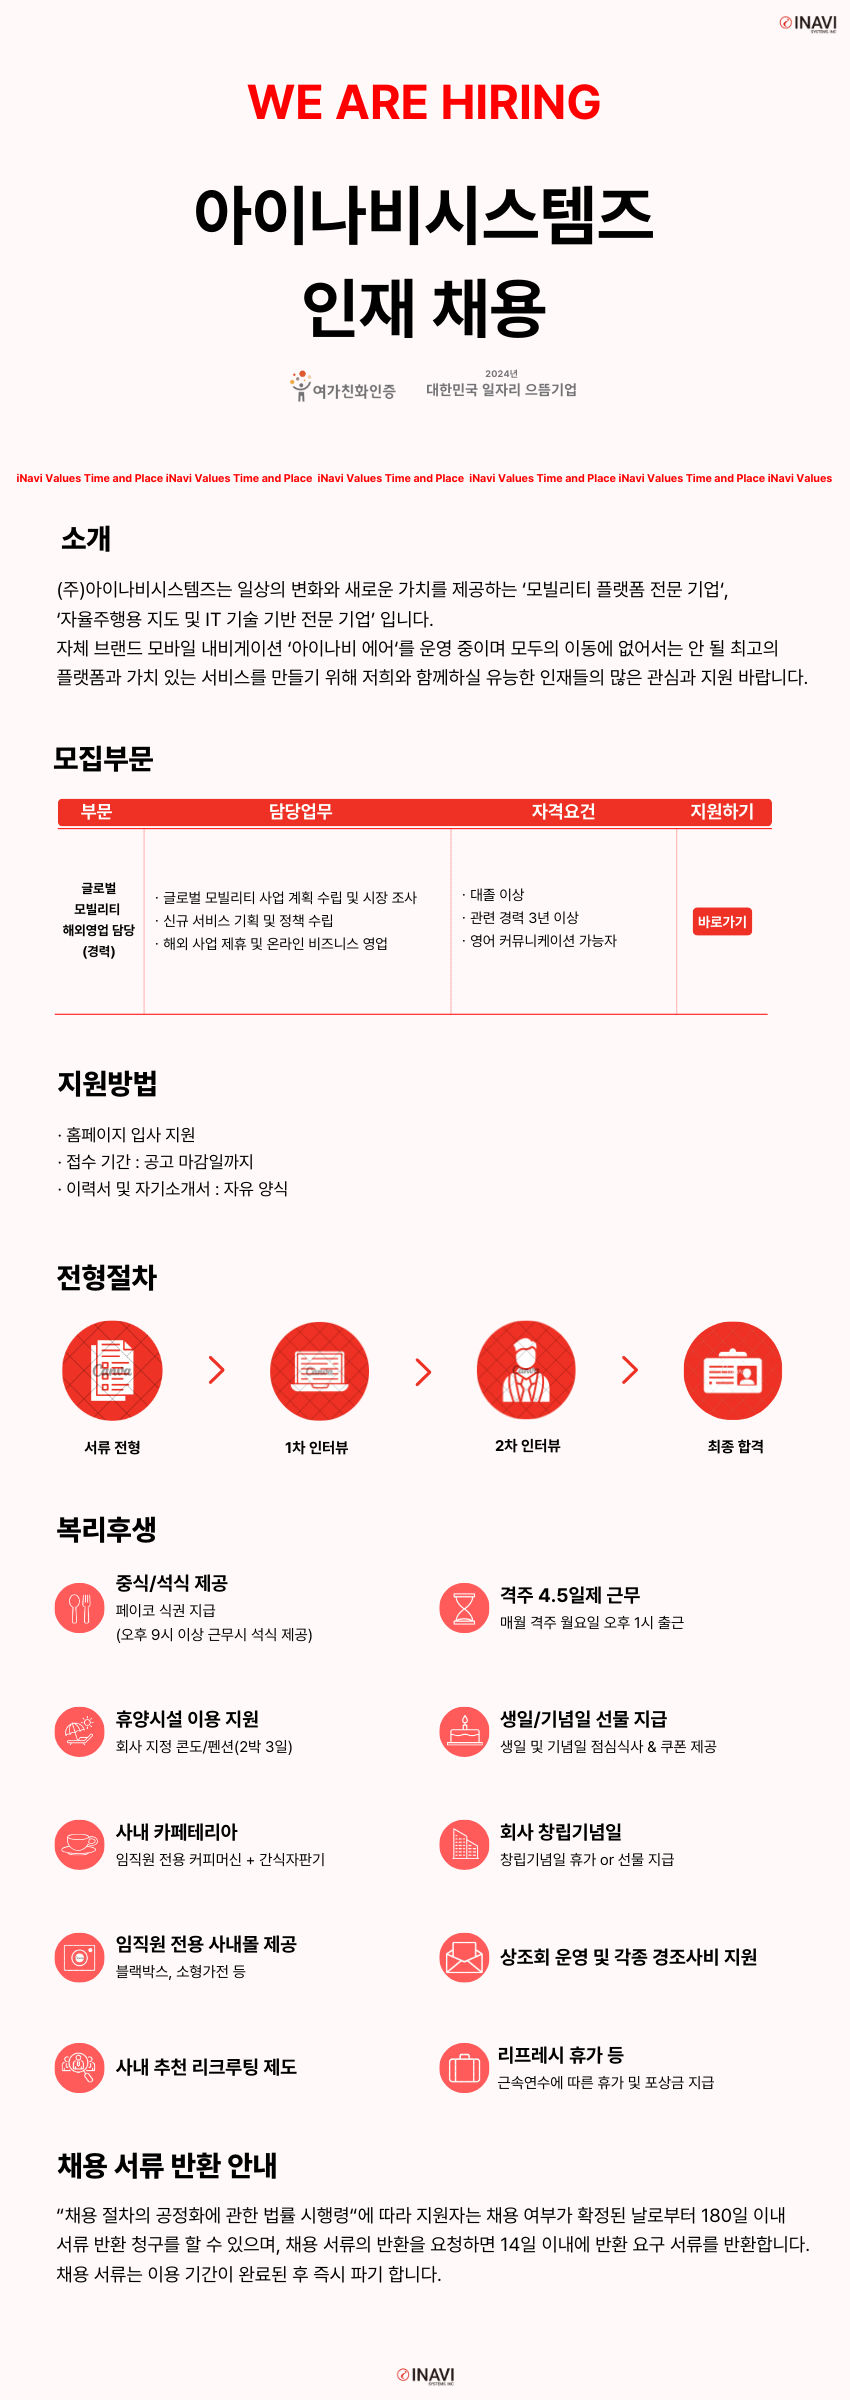 INAVI
SYSTEMS INC
WE ARE HIRING
아이나비시스템즈
인재 채용
여가친화인증
2024년
대한민국 일자리 으뜸기업
iNavi Values Time and Place iNavi Values Time and Place iNavi Values Time and Place iNavi Values Time and Place iNavi Values Time and Place iNavi Values
소개
(주)아이나비시스템즈는 일상의 변화와 새로운 가치를 제공하는 ‘모빌리티 플랫폼 전문 기업‘,
‘자율주행용 지도 및 IT 기술 기반 전문 기업’ 입니다.
자체 브랜드 모바일 내비게이션 ‘아이나비 에어‘를 운영 중이며 모두의 이동에 없어서는 안 될 최고의
플랫폼과 가치 있는 서비스를 만들기 위해 저희와 함께하실 유능한 인재들의 많은 관심과 지원 바랍니다.
모집부문
부문 담당업무 자격요건 지원하기
글로벌
모빌리티
해외영업 담당
(경력)
· 글로벌 모빌리티 사업 계획 수립 및 시장 조사
· 신규 서비스 기획 및 정책 수립
· 해외 사업 제휴 및 온라인 비즈니스 영업
· 대졸 이상
· 관련 경력 3년 이상
· 영어 커뮤니케이션 가능자
바로가기
지원방법
· 홈페이지 입사 지원
· 접수 기간 : 공고 마감일까지
· 이력서 및 자기소개서 : 자유 양식
전형절차
Canva
서류 전형
1차 인터뷰
2차 인터뷰
최종 합격
복리후생
중식/석식 제공
페이코 식권 지급
(오후 9시 이상 근무시 석식 제공)
격주 4.5일제 근무
매월 격주 월요일 오후 1시 출근
휴양시설 이용 지원
회사 지정 콘도/펜션(2박 3일)
생일/기념일 선물 지급
생일 및 기념일 점심식사 & 쿠폰 제공
사내 카페테리아
임직원 전용 커피머신 + 간식자판기
회사 창립기념일
창립기념일 휴가 or 선물 지급
임직원 전용 사내몰 제공
블랙박스, 소형가전 등
상조회 운영 및 각종 경조사비 지원
사내 추천 리크루팅 제도
리프레시 휴가 등
근속연수에 따른 휴가 및 포상금 지급
채용 서류 반환 안내
“채용 절차의 공정화에 관한 법률 시행령“에 따라 지원자는 채용 여부가 확정된 날로부터 180일 이내
서류 반환 청구를 할 수 있으며, 채용 서류의 반환을 요청하면 14일 이내에 반환 요구 서류를 반환합니다.
채용 서류는 이용 기간이 완료된 후 즉시 파기 합니다.
INAVI
SYSTEMS INC